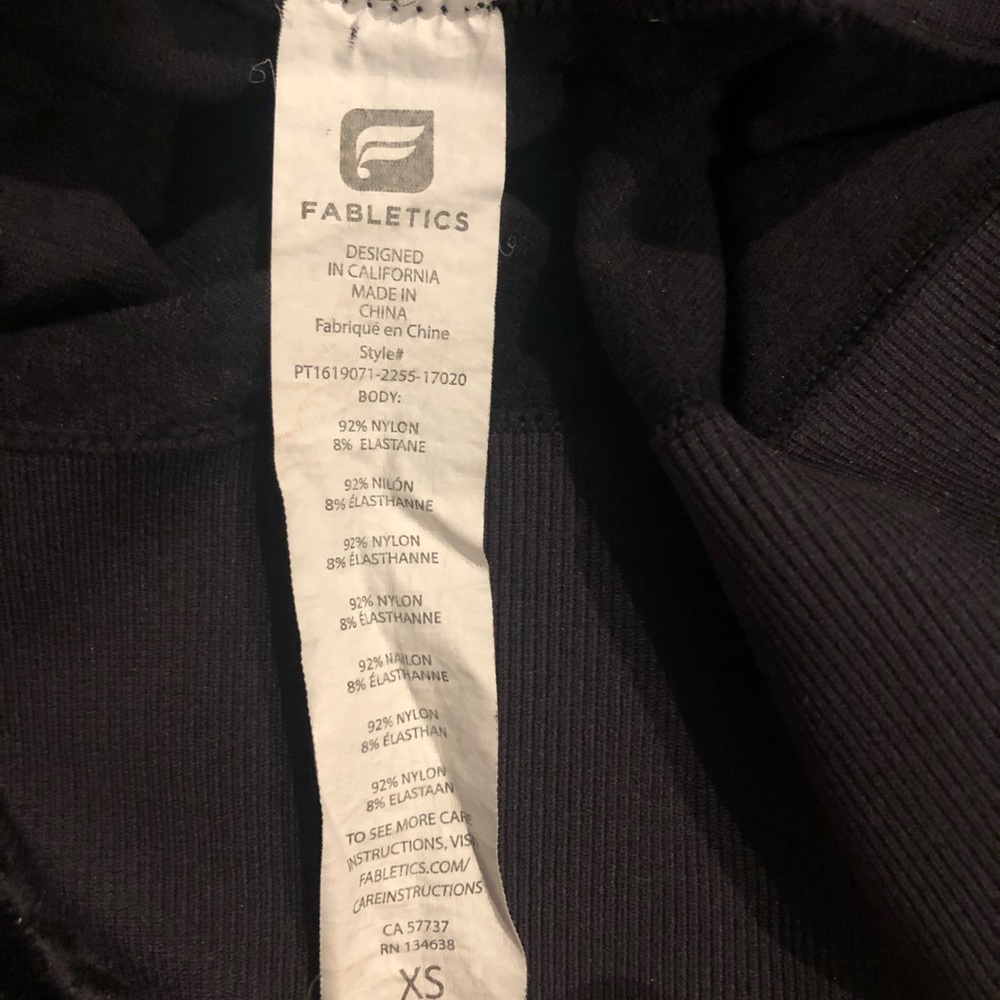 FABLETICS
DESIGNED
IN CALIFORNIA
MADE IN
CHINA
Fabriqué en Chine
Style#
PT1619071-2255-17020
BODY:
92% NYLON
8% ELASTANE
92% NILÓN
8% ÉLASTHANNE
92% NYLON
8% ÉLASTHANNE
92% NYLON
8% ÉLASTHANNE
92% NAILON
8% ÉLASTHANNE
92% NYLON
8% ÉLASTHAN
92% NYLON
8% ELASTAAN
TO SEE MORE CARE
INSTRUCTIONS, VISI
FABLETICS.COM/
CAREINSTRUCTIONS
CA 57737
RN 134638
XS